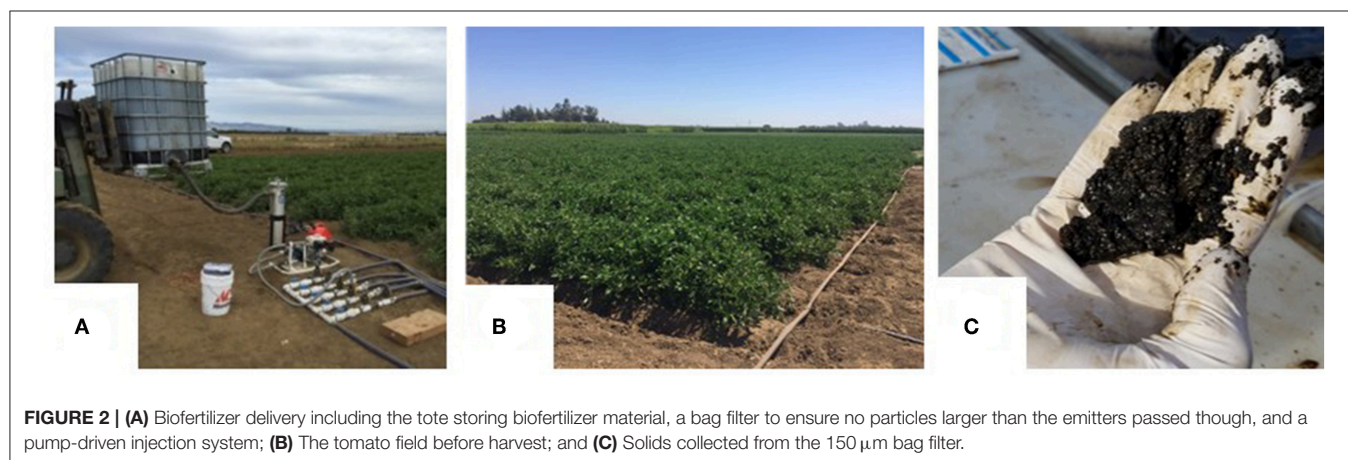 A
B
C
FIGURE 2 | (A) Biofertilizer delivery including the tote storing biofertilizer material, a bag filter to ensure no particles larger than the emitters passed though, and a
pump-driven injection system; (B) The tomato field before harvest; and (C) Solids collected from the 150 μm bag filter.